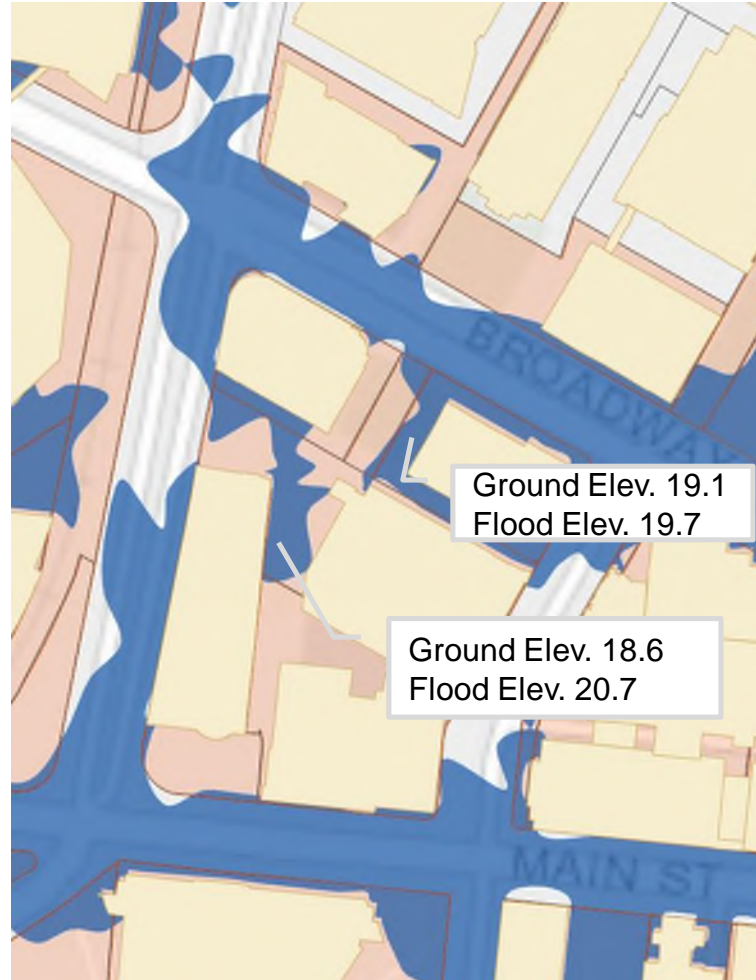 BROADWAY
Ground Elev. 19.1
Flood Elev. 19.7
Ground Elev. 18.6
Flood Elev. 20.7
MAIN ST